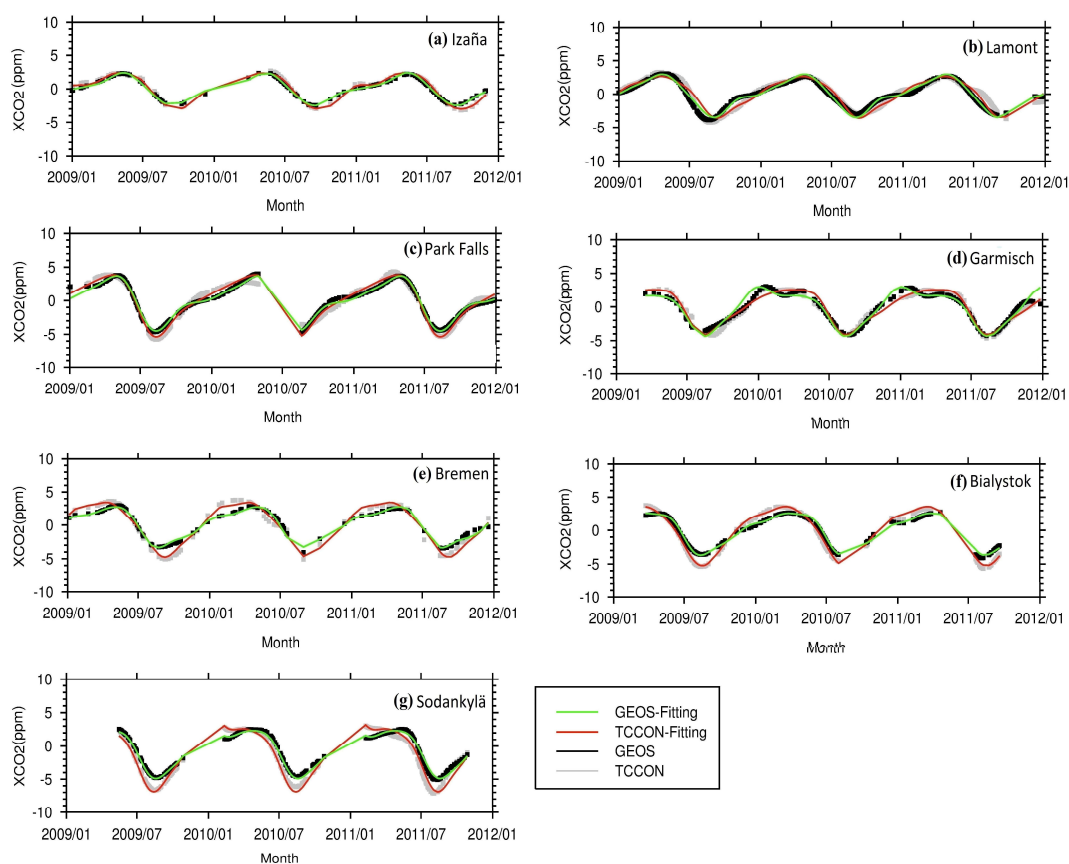 (a) Izaña
XCO2 (ppm)
10
5
0
-5
-10
2009/01 2009/07 2010/01 2010/07 2011/01 2011/07 2012/01
Month
(b) Lamont
XCO2(ppm)
10
5
0
-5
-10
2009/01 2009/07 2010/01 2010/07 2011/01 2011/07 2012/01
Month
(c) Park Falls
XCO2(ppm)
10
5
0
-5
-10
2009/01 2009/07 2010/01 2010/07 2011/01 2011/07 2012/01
Month
(d) Garmisch
XCO2(ppm)
10
5
0
-5
-10
2009/01 2009/07 2010/01 2010/07 2011/01 2011/07 2012/01
Month
(e) Bremen
XCO2(ppm)
10
5
0
-5
-10
2009/01 2009/07 2010/01 2010/07 2011/01 2011/07 2012/01
Month
(f) Bialystok
XCO2(ppm)
10
5
0
-5
-10
2009/01 2009/07 2010/01 2010/07 2011/01 2011/07 2012/01
Month
(g) Sodankylä
XCO2(ppm)
10
5
0
-5
-10
2009/01 2009/07 2010/01 2010/07 2011/01 2011/07 2012/01
Month
GEOS-Fitting
TCCON-Fitting
GEOS
TCCON